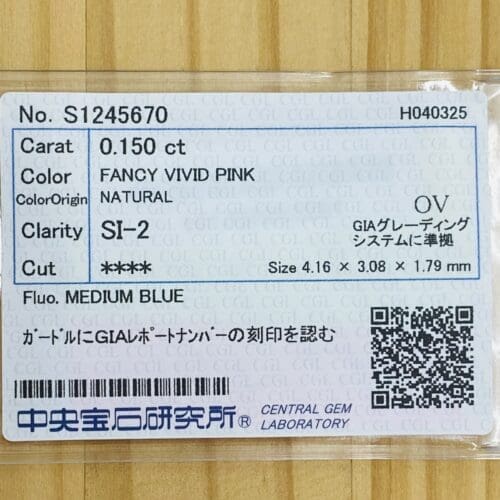 No. S1245670 H040325
Carat 0.150 ct
Color FANCY VIVID PINK
ColorOrigin NATURAL
OV
Clarity SI-2
GIAグレーディング
システムに準拠
Cut **** Size 4.16 × 3.08 × 1.79 mm
Fluo. MEDIUM BLUE
ガードルにGIAレポートナンバーの刻印を認む
中央宝石研究所® CENTRAL GEM
LABORATORY